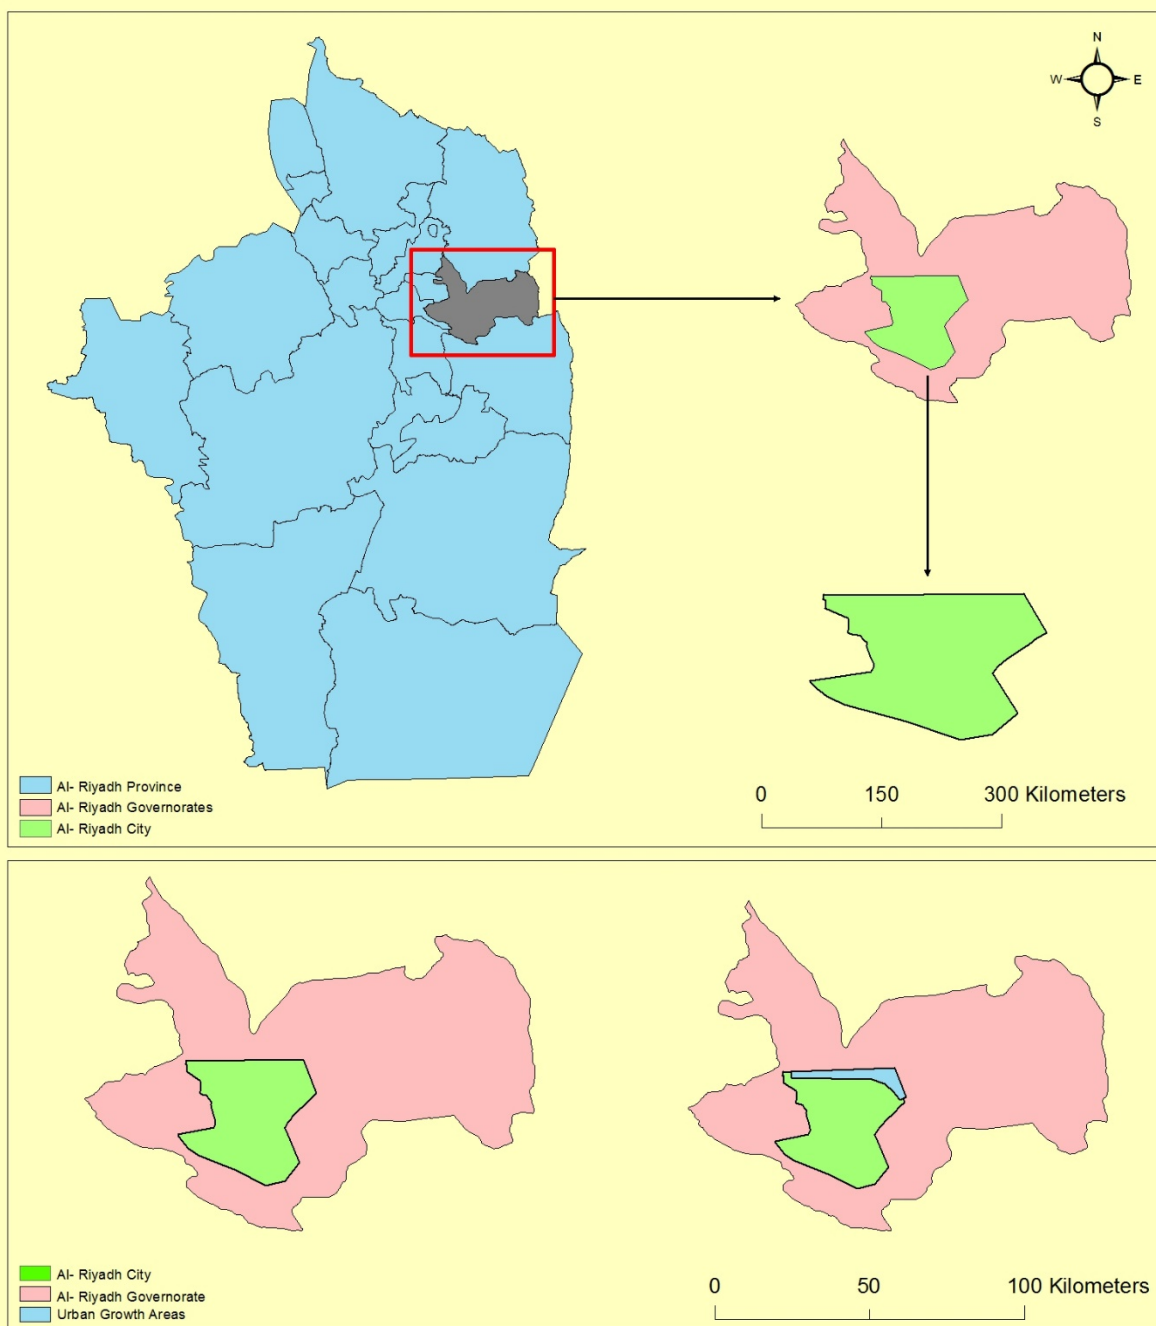 N
W E
S
Al- Riyadh Province
Al- Riyadh Governorates
Al- Riyadh City
0 150 300 Kilometers
Al- Riyadh City
Al- Riyadh Governorate
Urban Growth Areas
0 50 100 Kilometers